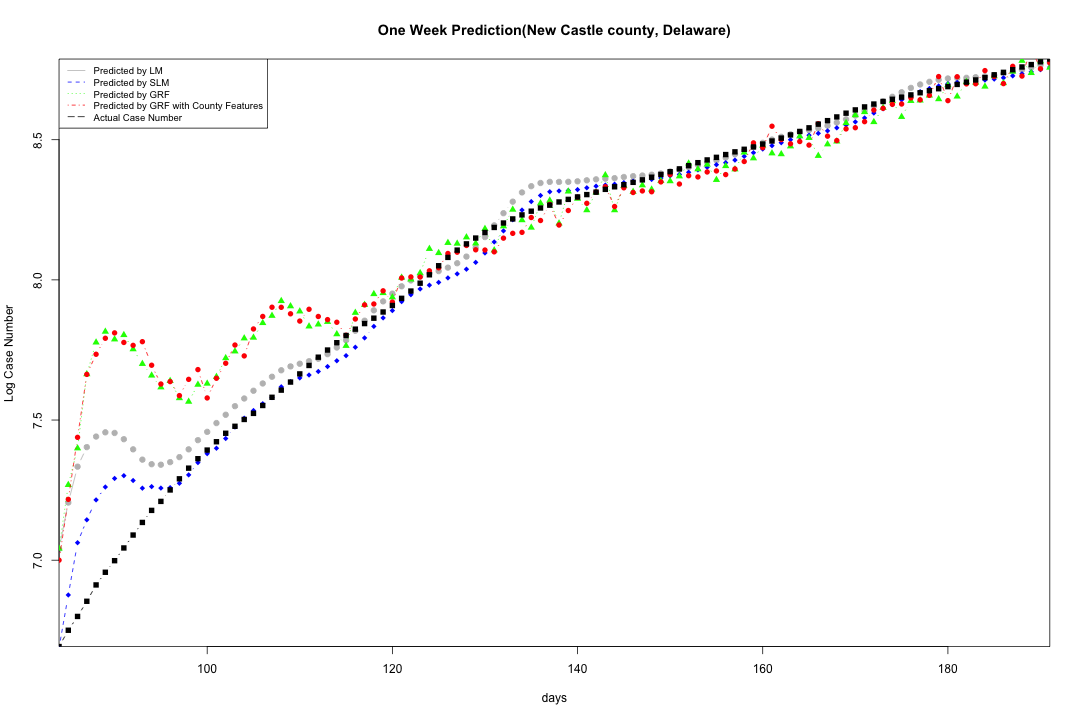 One Week Prediction(New Castle county, Delaware)
Predicted by LM
Predicted by SLM
Predicted by GRF
Predicted by GRF with County Features
Actual Case Number
Log Case Number
8.5
8.0
7.5
7.0
100 120 140 160 180
days